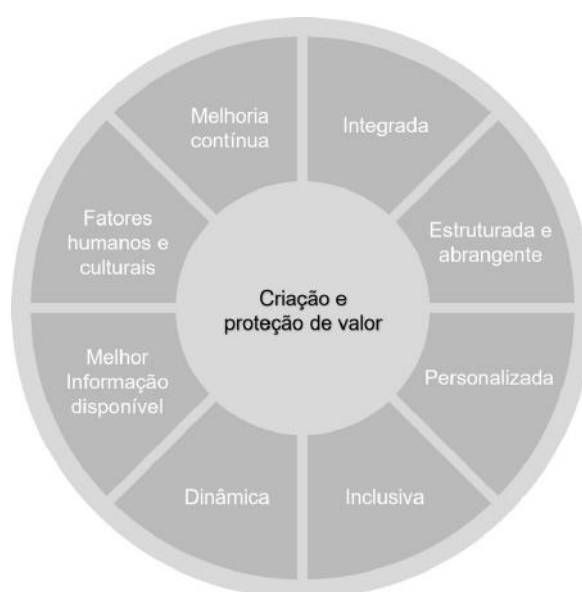 Melhoria
contínua
Integrada
Fatores
humanos e
culturais
Estruturada e
abrangente
Criação e
proteção de valor
Melhor
Informação
disponível
Personalizada
Dinâmica
Inclusiva